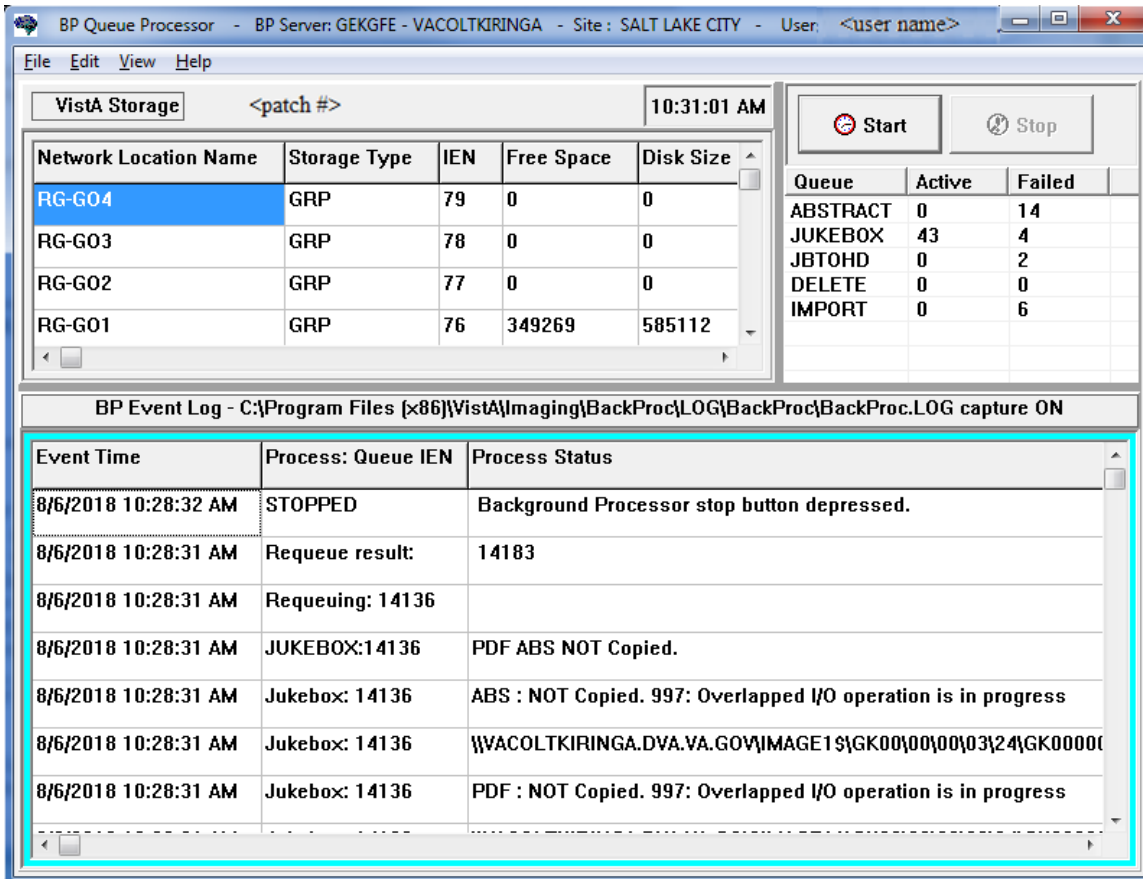 BP Queue Processor - BP Server: GEKGFE - VACOLTKIRINGA - Site : SALT LAKE CITY - User: <user name>
File Edit View Help
VistA Storage <patch #> 10:31:01 AM
Start Stop
Network Location Name Storage Type IEN Free Space Disk Size
RG-GO4 GRP 79 0 0
RG-GO3 GRP 78 0 0
RG-GO2 GRP 77 0 0
RG-GO1 GRP 76 349269 585112
Queue Active Failed
ABSTRACT 0 14
JUKEBOX 43 4
JBTOHD 0 2
DELETE 0 0
IMPORT 0 6
BP Event Log - C:\Program Files (x86)\VistA\Imaging\BackProc\LOG\BackProc\BackProc.LOG capture ON
Event Time Process: Queue IEN Process Status
8/6/2018 10:28:32 AM STOPPED Background Processor stop button depressed.
8/6/2018 10:28:31 AM Requeue result: 14183
8/6/2018 10:28:31 AM Requeuing: 14136
8/6/2018 10:28:31 AM JUKEBOX:14136 PDF ABS NOT Copied.
8/6/2018 10:28:31 AM Jukebox: 14136 ABS : NOT Copied. 997: Overlapped I/O operation is in progress
8/6/2018 10:28:31 AM Jukebox: 14136 \\VACOLTKIRINGA.DVA.VA.GOV\IMAGE1$\GK00\00\00\03\24\GK00000
8/6/2018 10:28:31 AM Jukebox: 14136 PDF : NOT Copied. 997: Overlapped I/O operation is in progress